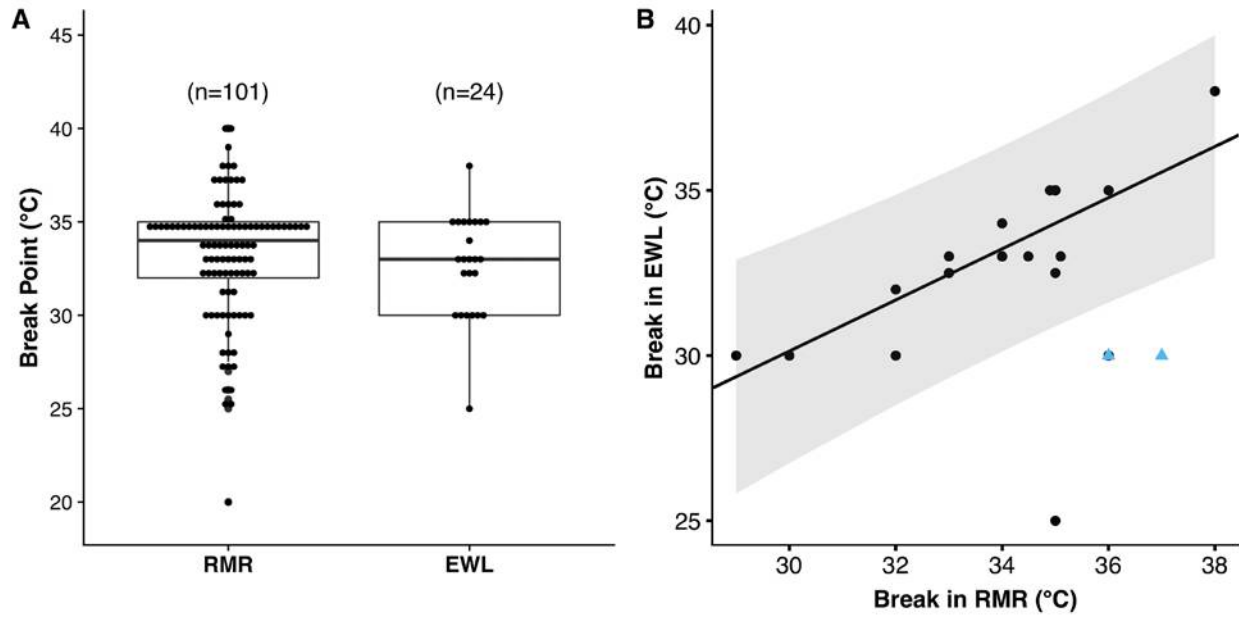 A
45
40
35
30
25
20
Break Point (°C)
(n=101)
(n=24)
RMR
EWL
B
40
35
30
25
Break in EWL (°C)
30
32
34
36
38
Break in RMR (°C)